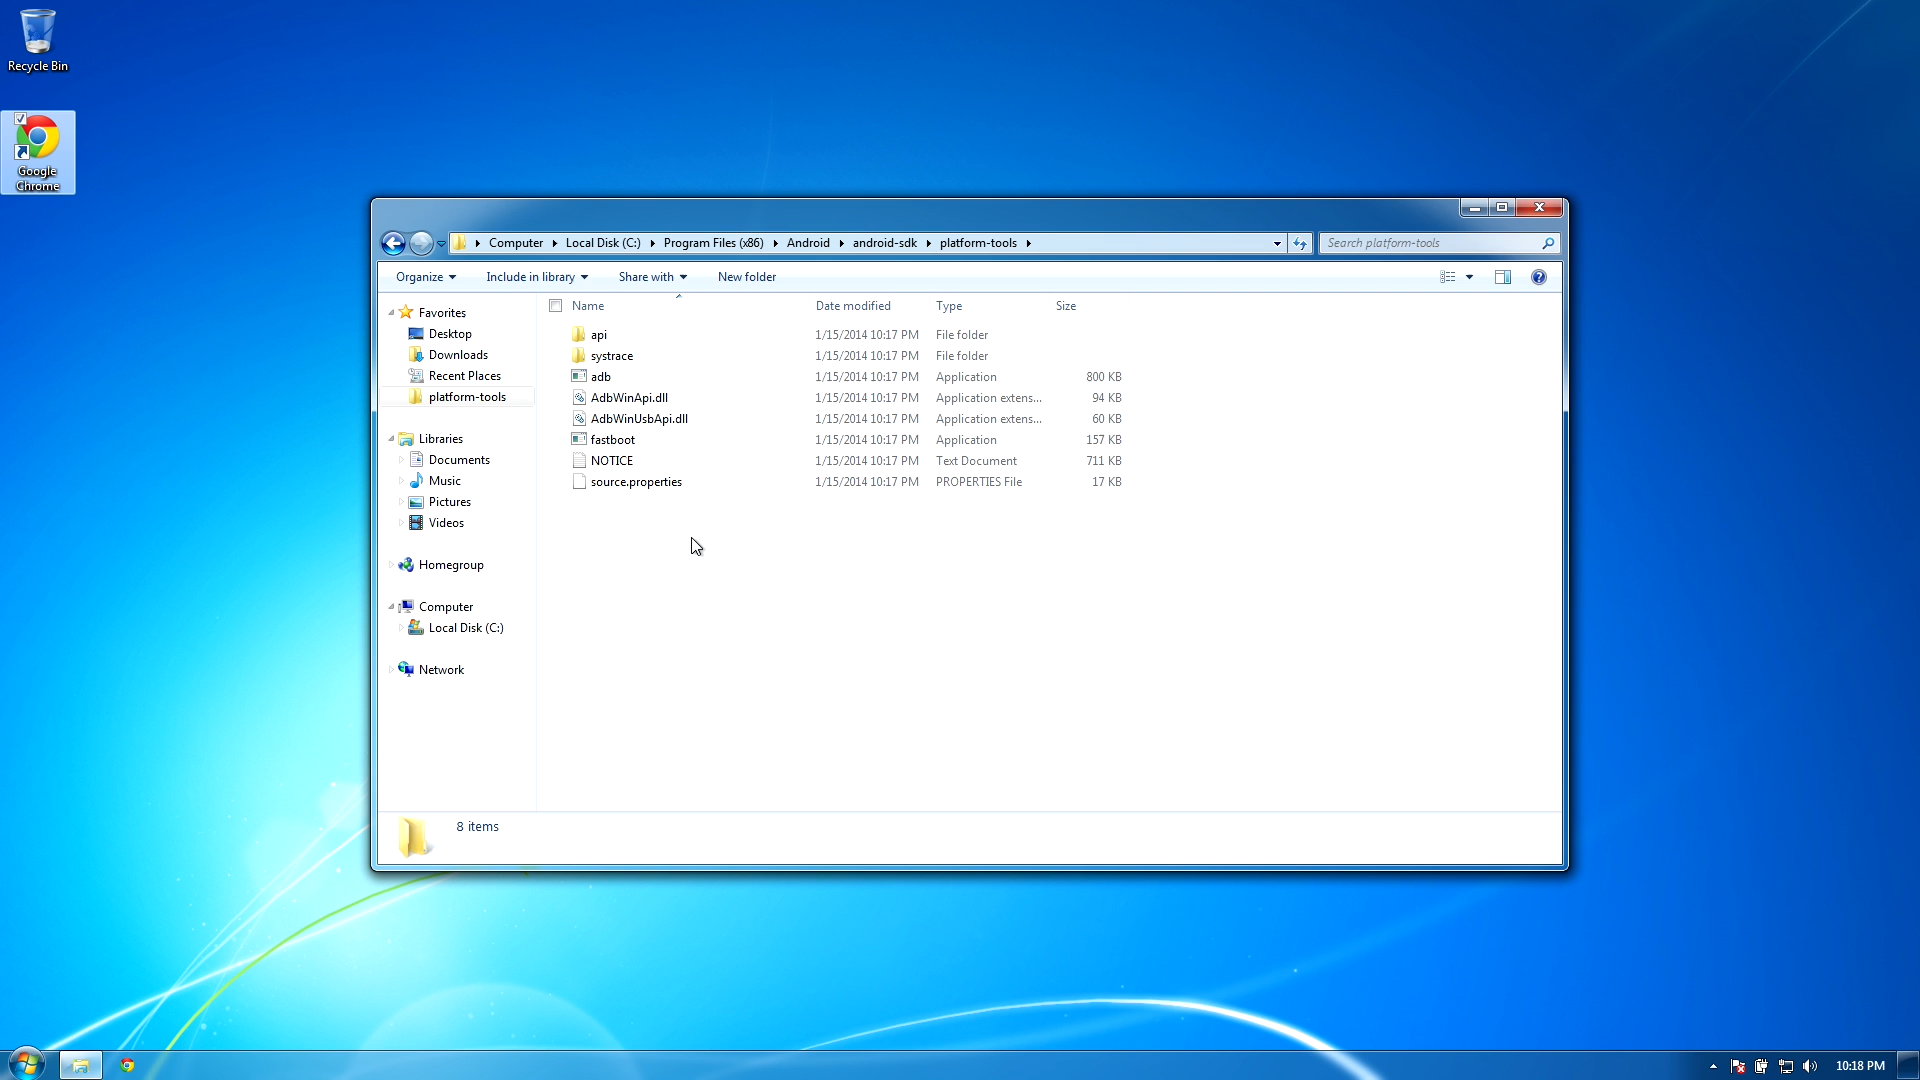 Recycle Bin
Google
Chrome
Computer Local Disk (C:) Program Files (x86) Android android-sdk platform-tools
Search platform-tools
Organize Include in library Share with New folder
Favorites
Desktop
Downloads
Recent Places
platform-tools
Libraries
Documents
Music
Pictures
Videos
Homegroup
Computer
Local Disk (C:)
Network
Name Date modified Type Size
api 1/15/2014 10:17 PM File folder
systrace 1/15/2014 10:17 PM File folder
adb 1/15/2014 10:17 PM Application 800 KB
AdbWinApi.dll 1/15/2014 10:17 PM Application extens... 94 KB
AdbWinUsbApi.dll 1/15/2014 10:17 PM Application extens... 60 KB
fastboot 1/15/2014 10:17 PM Application 157 KB
NOTICE 1/15/2014 10:17 PM Text Document 711 KB
source.properties 1/15/2014 10:17 PM PROPERTIES File 17 KB
8 items
10:18 PM